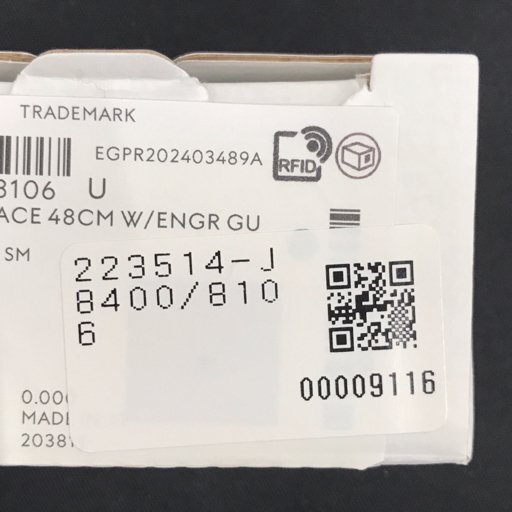 TRADEMARK
EGPR202403489A
RFID
8106 U
ACE 48CM W/ENGR GU
SM
223514-J
8400/810
6
00009116
0.00
MADE
2038